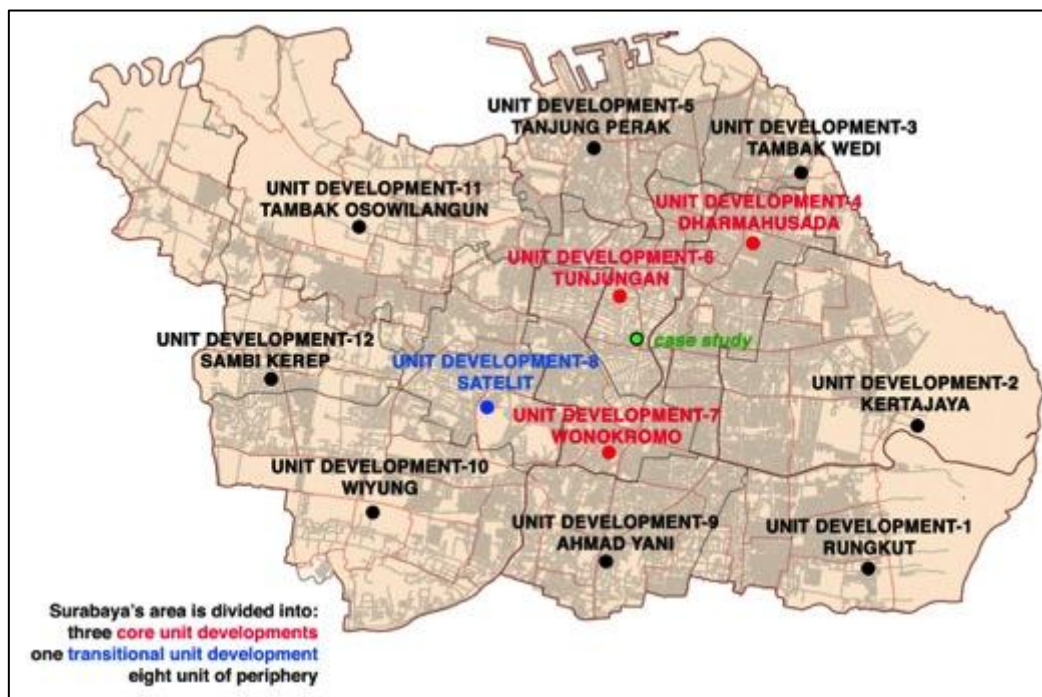 UNIT DEVELOPMENT-5
TANJUNG PERAK
UNIT DEVELOPMENT-3
TAMBAK WEDI
UNIT DEVELOPMENT-11
TAMBAK OSOWILANGUN
UNIT DEVELOPMENT-4
DHARMAHUSADA
UNIT DEVELOPMENT-6
TUNJUNGAN
case study
UNIT DEVELOPMENT-12
SAMBI KEREP
UNIT DEVELOPMENT-8
SATELIT
UNIT DEVELOPMENT-2
KERTAJAYA
UNIT DEVELOPMENT-7
WONOKROMO
UNIT DEVELOPMENT-10
WIYUNG
UNIT DEVELOPMENT-9
AHMAD YANI
UNIT DEVELOPMENT-1
RUNGKUT
Surabaya's area is divided into:
three core unit developments
one transitional unit development
eight unit of periphery